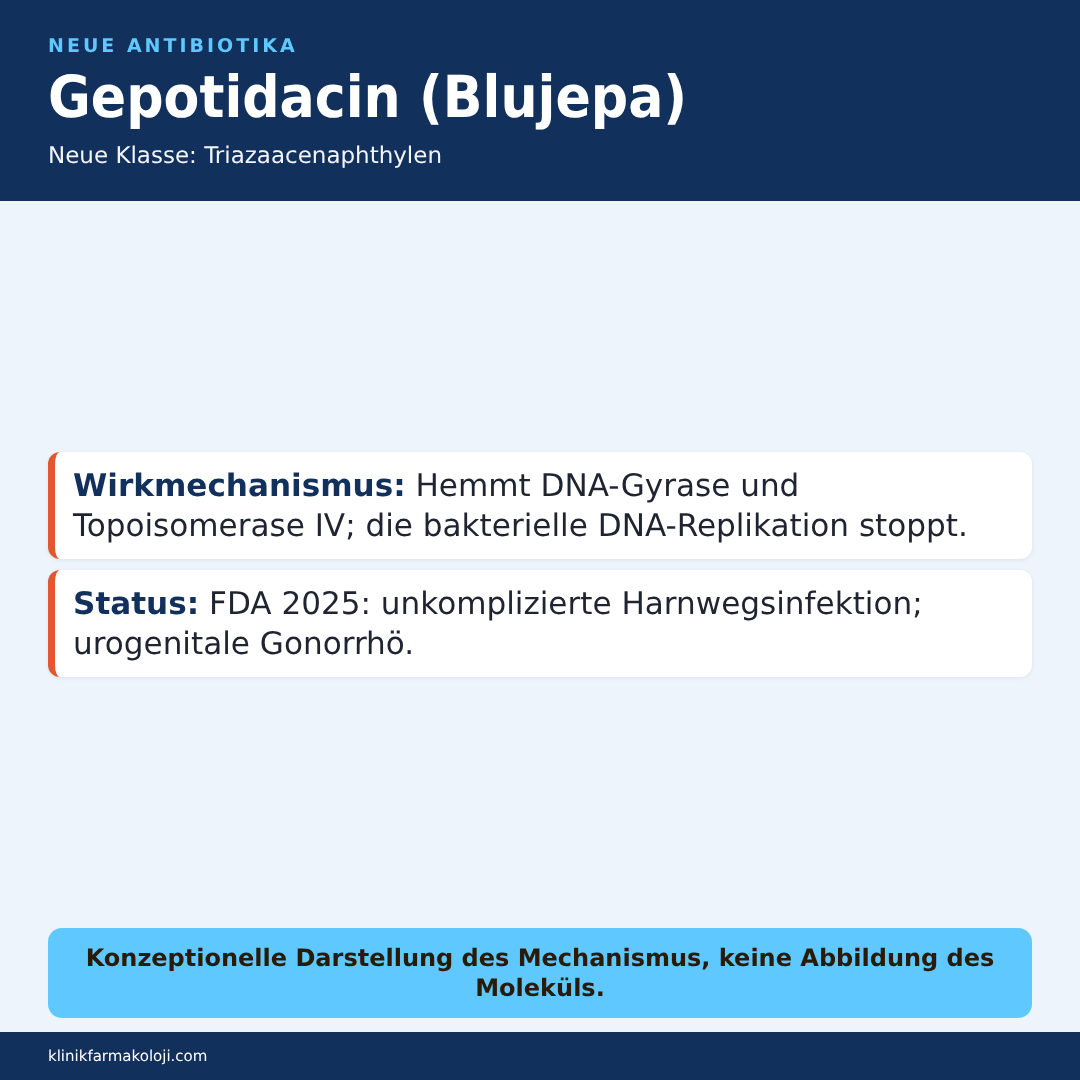 NEUE ANTIBIOTIKA
Gepotidacin (Blujepa)
Neue Klasse: Triazaacenaphthylen
Wirkmechanismus: Hemmt DNA-Gyrase und
Topoisomerase IV; die bakterielle DNA-Replikation stoppt.
Status: FDA 2025: unkomplizierte Harnwegsinfektion;
urogenitale Gonorrhö.
Konzeptionelle Darstellung des Mechanismus, keine Abbildung des
Moleküls.
klinikfarmakoloji.com